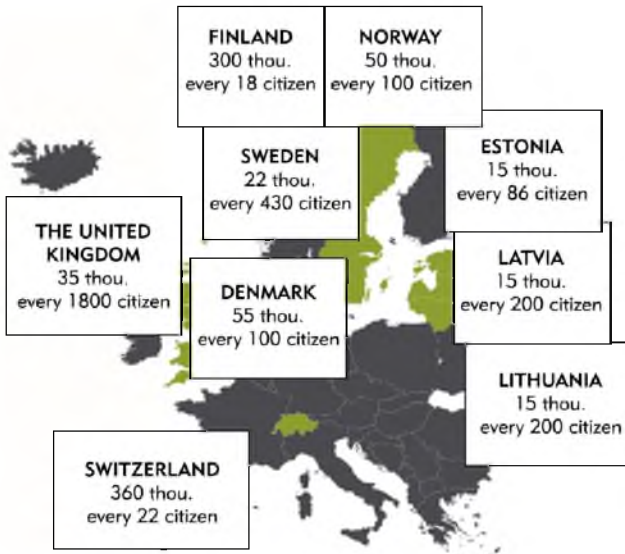 FINLAND
300 thou.
every 18 citizen
NORWAY
50 thou.
every 100 citizen
SWEDEN
22 thou.
every 430 citizen
ESTONIA
15 thou.
every 86 citizen
THE UNITED
KINGDOM
35 thou.
every 1800 citizen
DENMARK
55 thou.
every 100 citizen
LATVIA
15 thou.
every 200 citizen
LITHUANIA
15 thou.
every 200 citizen
SWITZERLAND
360 thou.
every 22 citizen